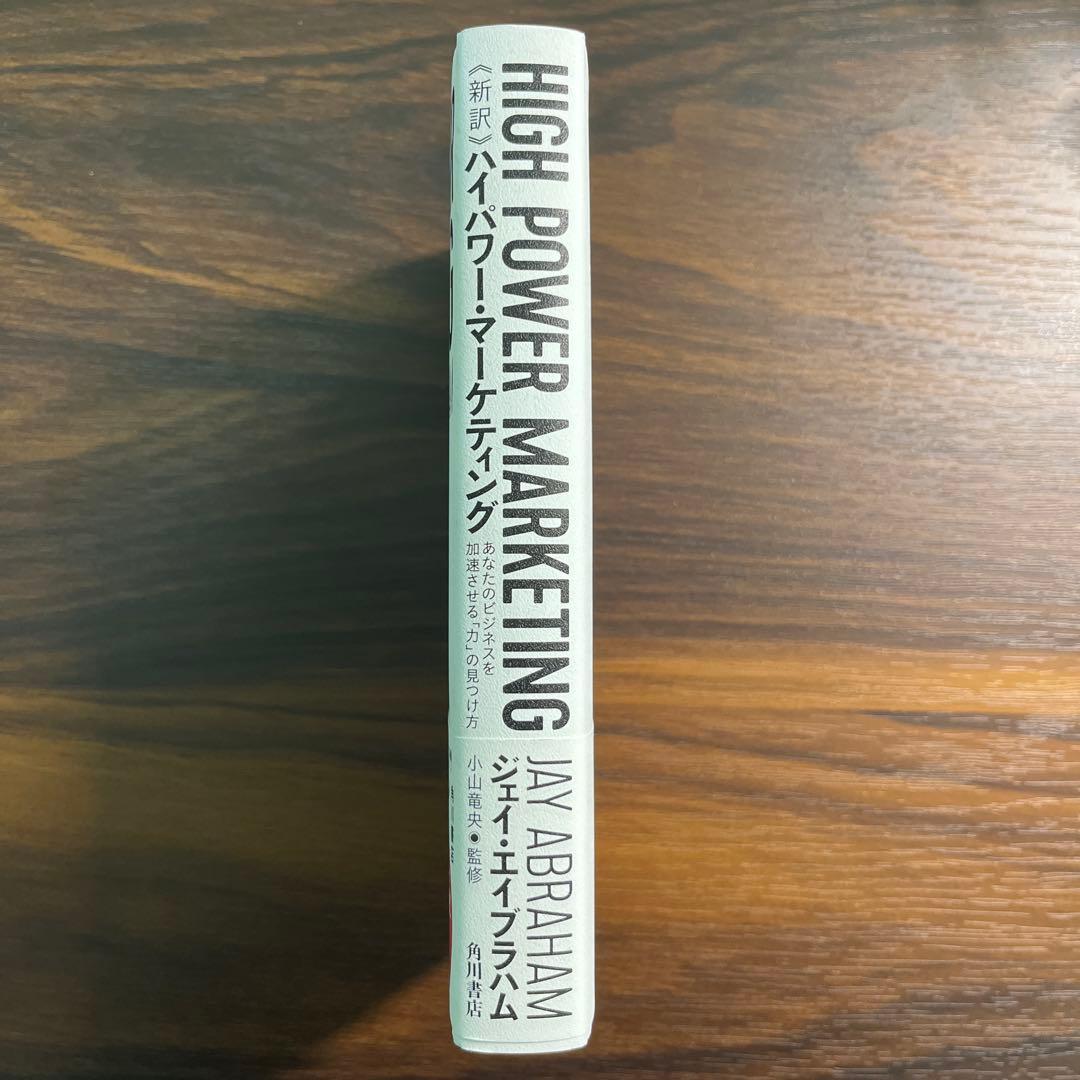 HIGH POWER MARKETING
《新訳》ハイパワー・マーケティング
あなたのビジネスを
加速させる「力」の見つけ方
JAY ABRAHAM
ジェイ・エイブラハム
小山竜央●監修
角川書店